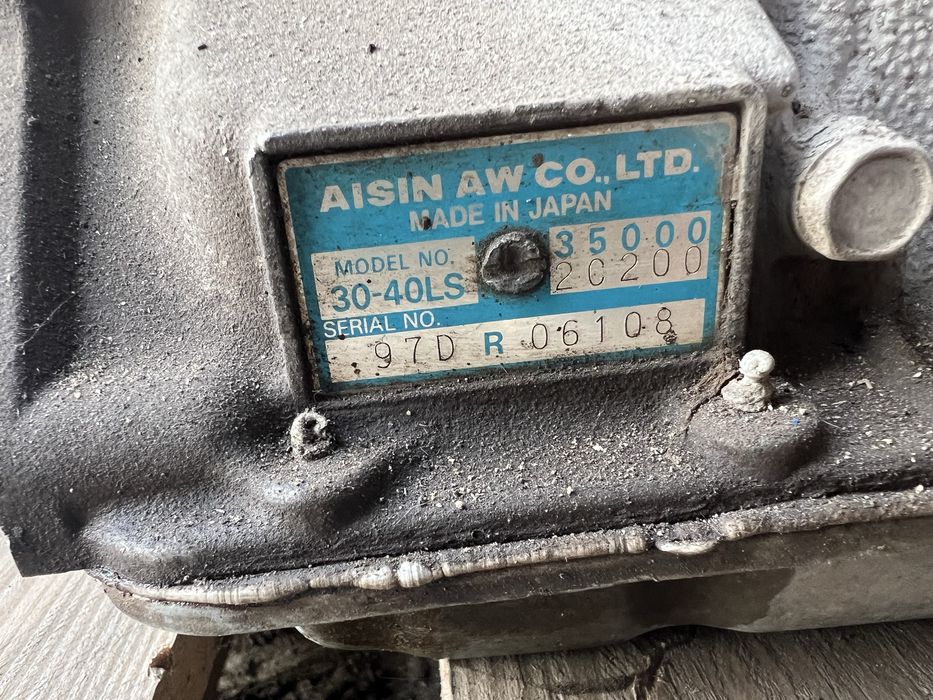 AISIN AW CO., LTD.
MADE IN JAPAN
MODEL NO.
30-40LS
35000
2C200
SERIAL NO.
97D R 06108